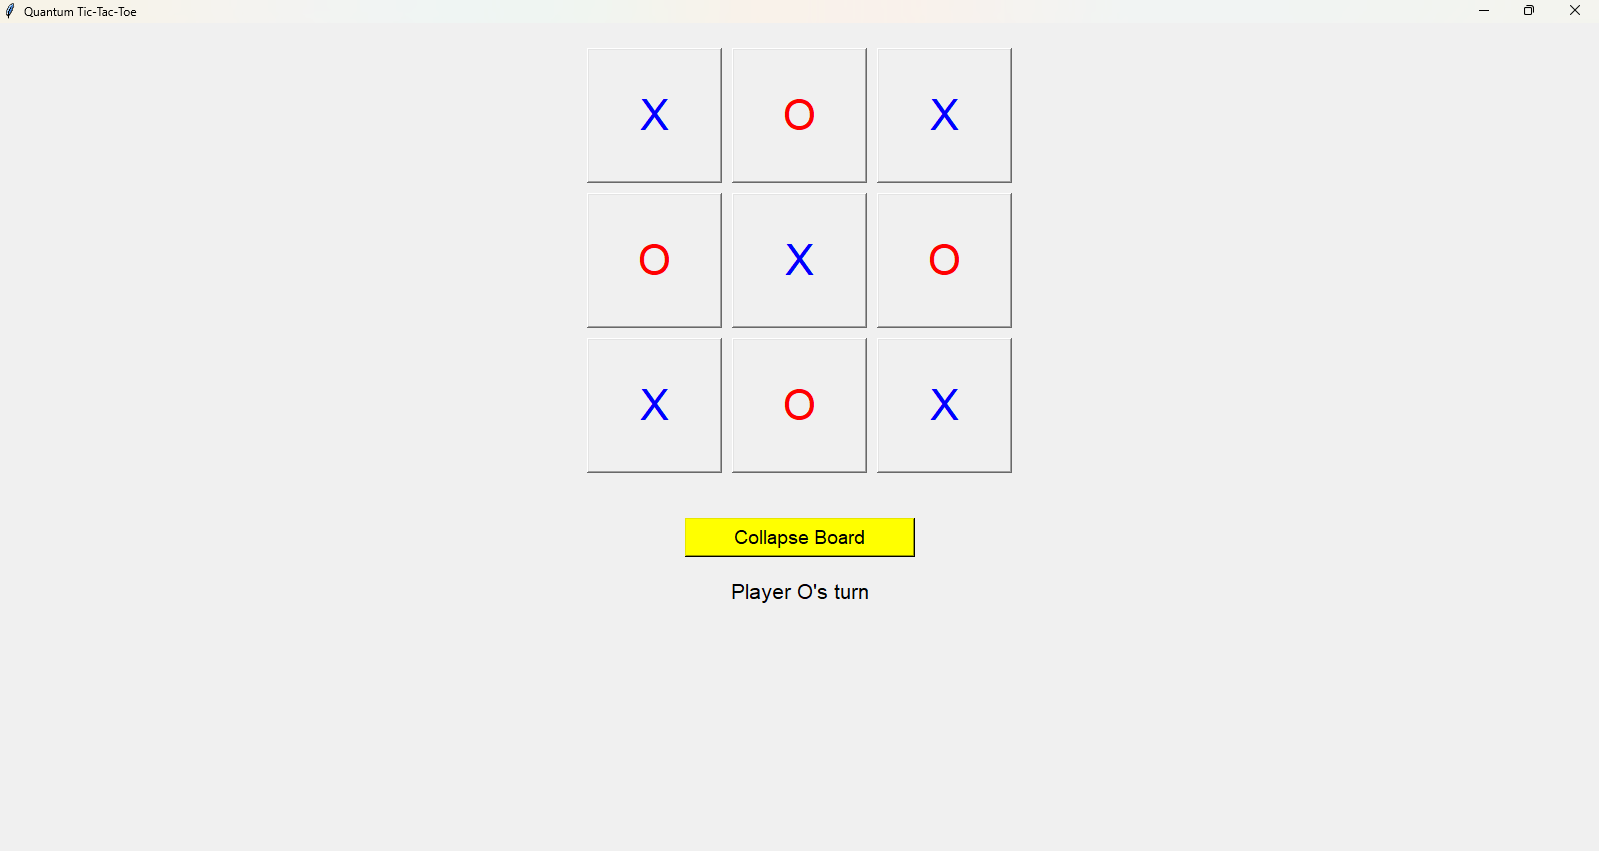 Quantum Tic-Tac-Toe
X O X
O X O
X O X
Collapse Board
Player O's turn